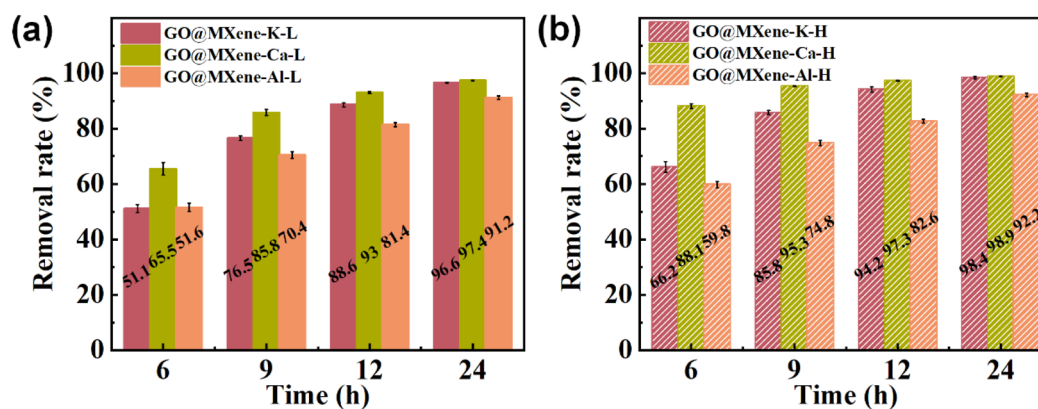 (a)
GO@MXene-K-L
GO@MXene-Ca-L
GO@MXene-Al-L
Removal rate (%)
100
80
60
40
20
0
51.1 65.5 51.6
76.5 85.8 70.4
88.6 93 81.4
96.6 97.4 91.2
6 9 12 24
Time (h)
(b)
GO@MXene-K-H
GO@MXene-Ca-H
GO@MXene-Al-H
Removal rate (%)
100
80
60
40
20
0
66.2 88.1 59.8
85.8 95.3 74.8
94.2 97.3 82.6
98.4 98.9 92.2
6 9 12 24
Time (h)